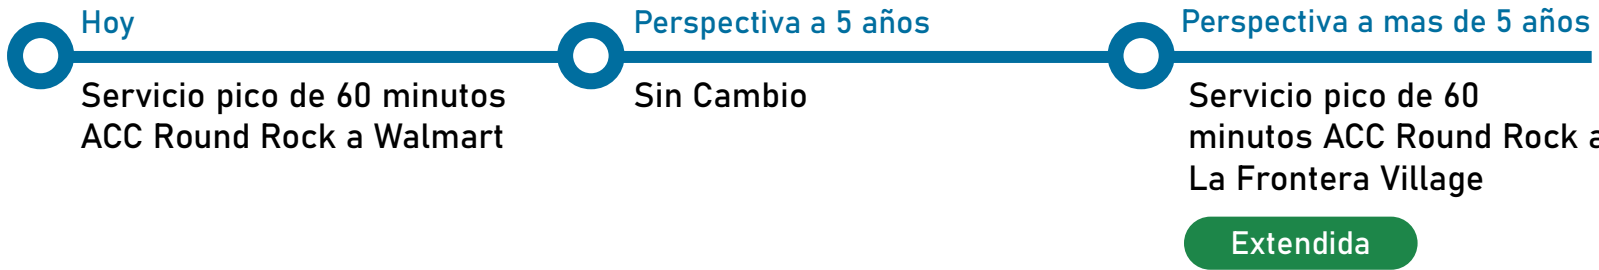 Hoy
Servicio pico de 60 minutos
ACC Round Rock a Walmart
Perspectiva a 5 años
Sin Cambio
Perspectiva a mas de 5 años
Servicio pico de 60
minutos ACC Round Rock a
La Frontera Village
Extendida